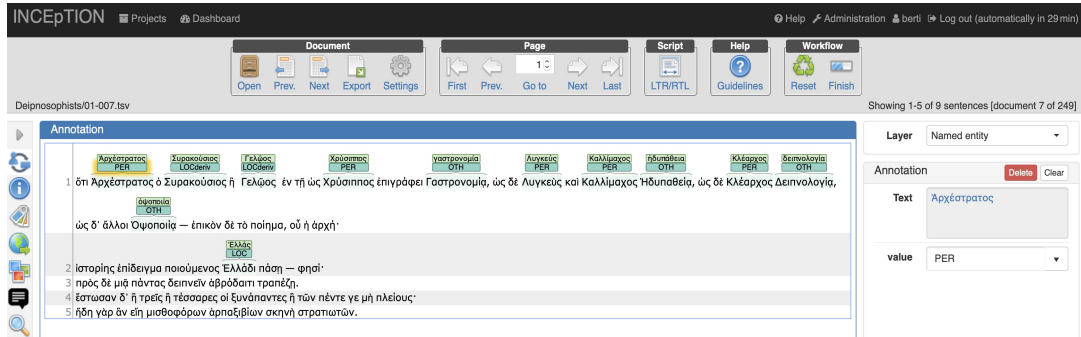 INCEpTION Projects Dashboard Help Administration berti Log out (automatically in 29 min)
Document Page Script Help Workflow
1
Open Prev. Next Export Settings First Prev. Go to Next Last LTR/RTL Guidelines Reset Finish
Deipnosophists/01-007.tsv Showing 1-5 of 9 sentences [document 7 of 249]
Annotation
Layer Named entity
Ἀρχέστρατος Συρακούσιος Γελῷος Χρύσιππος γαστρονομία Λυγκεύς Καλλίμαχος ἡδυπάθεια Κλέαρχος δειπνολογία
PER LOCderiv LOCderiv PER OTH PER PER OTH PER OTH
1 ὅτι Ἀρχέστρατος ὁ Συρακούσιος ἢ Γελῷος ἐν τῇ ὡς Χρύσιππος ἐπιγράφει Γαστρονομίᾳ, ὡς δὲ Λυγκεὺς καὶ Καλλίμαχος Ἡδυπαθείᾳ, ὡς δὲ Κλέαρχος Δειπνολογίᾳ,
ὀψοποιία
OTH
ὡς δ᾽ ἄλλοι Ὀψοποιίᾳ — ἐπικὸν δὲ τὸ ποίημα, οὗ ἡ ἀρχή·
Ἑλλάς
LOC
2 ἱστορίης ἐπίδειγμα ποιούμενος Ἑλλάδι πάσῃ — φησί·
3 πρὸς δὲ μιᾷ πάντας δειπνεῖν ἁβρόδαιτι τραπέζῃ.
4 ἔστωσαν δ᾽ ἢ τρεῖς ἢ τέσσαρες οἱ ξυνάπαντες ἢ τῶν πέντε γε μὴ πλείους·
5 ἤδη γὰρ ἂν εἴη μισθοφόρων ἁρπαξιβίων σκηνὴ στρατιωτῶν.
Annotation Delete Clear
Text Ἀρχέστρατος
value PER